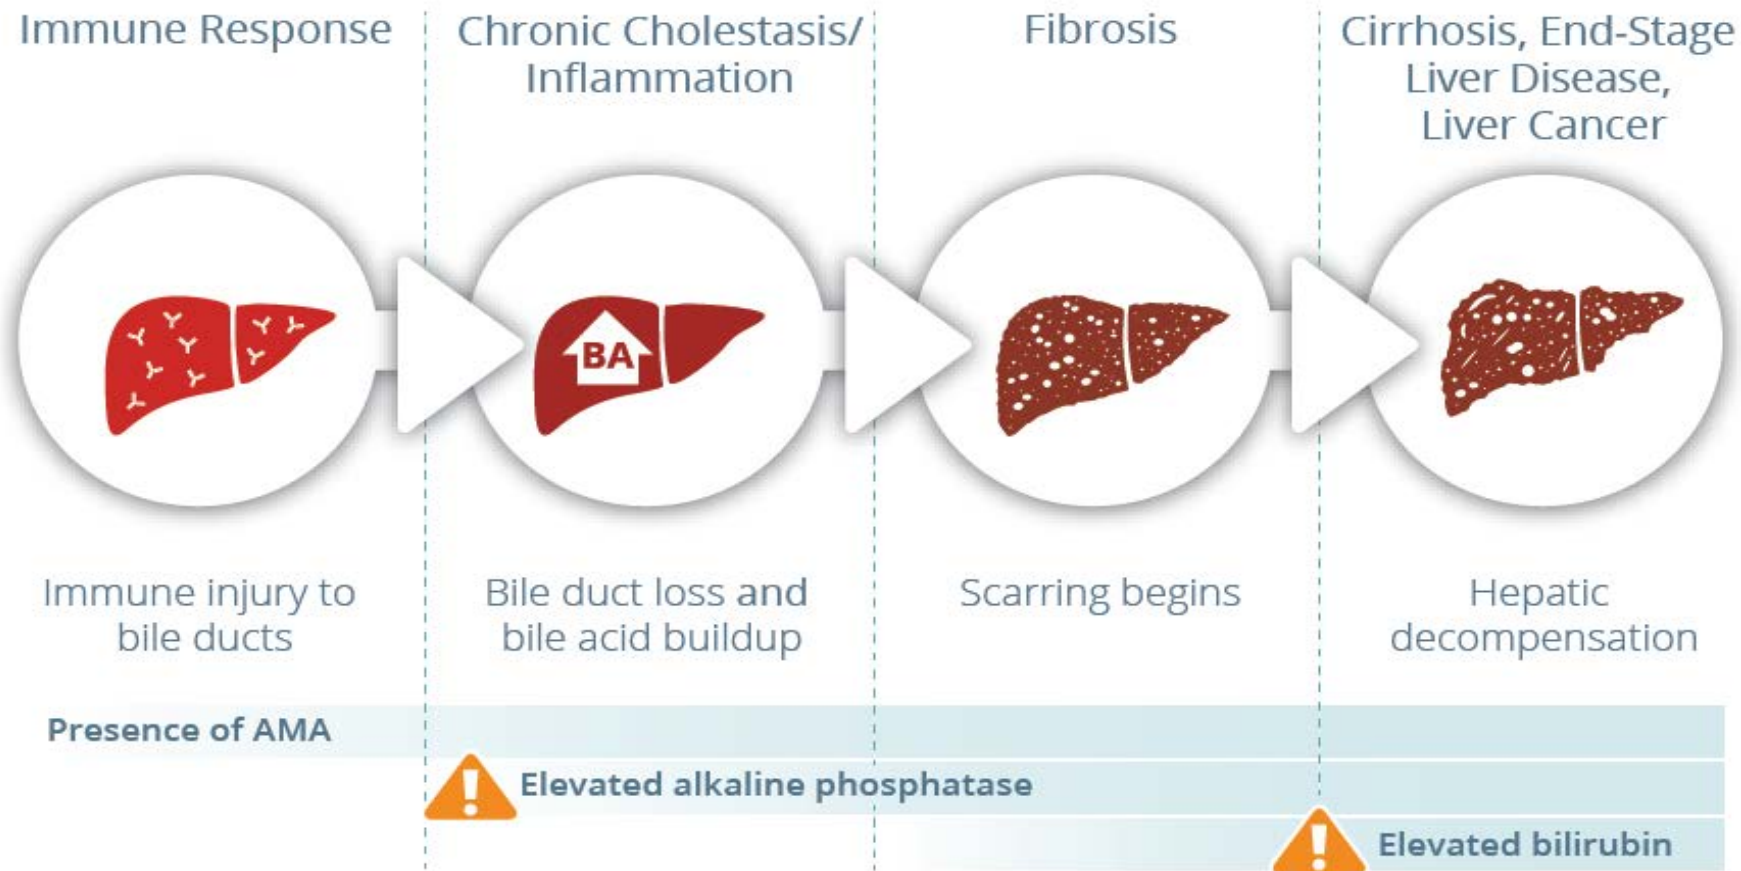 Immune Response
Chronic Cholestasis/
Inflammation
Fibrosis
Cirrhosis, End-Stage
Liver Disease,
Liver Cancer
BA
Immune injury to
bile ducts
Bile duct loss and
bile acid buildup
Scarring begins
Hepatic
decompensation
Presence of AMA
! Elevated alkaline phosphatase
! Elevated bilirubin